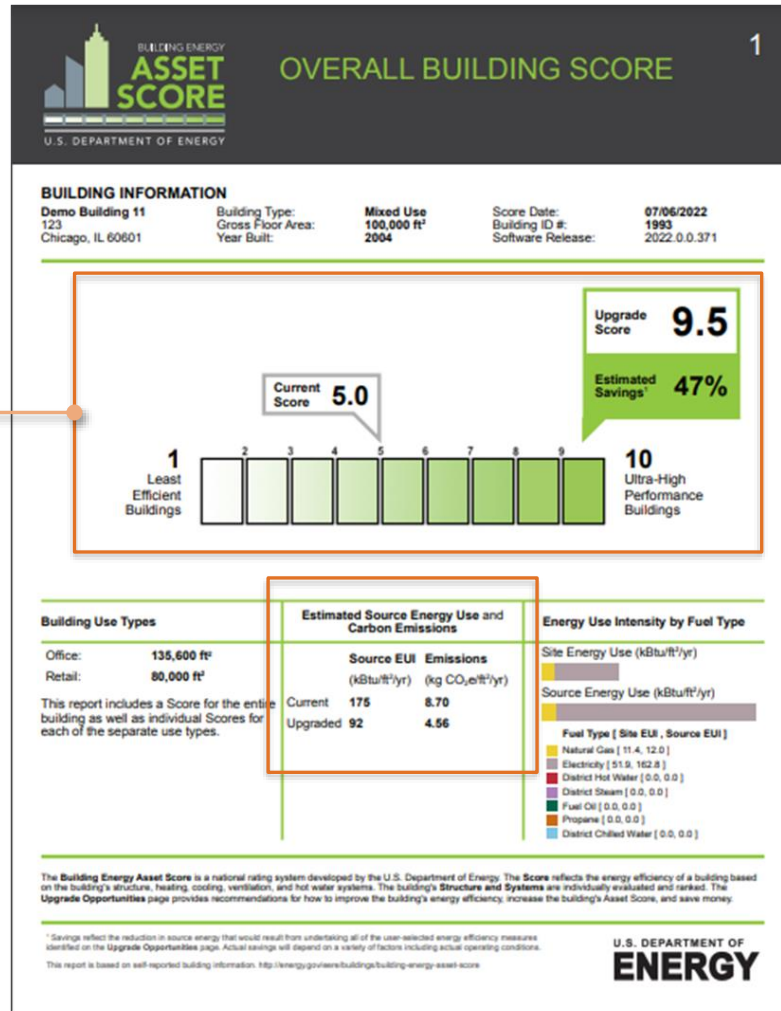 BUILDING ENERGY
ASSET
SCORE
U.S. DEPARTMENT OF ENERGY
OVERALL BUILDING SCORE
1
BUILDING INFORMATION
Demo Building 11
123
Chicago, IL 60601
Building Type: Mixed Use
Gross Floor Area: 100,000 ft²
Year Built: 2004
Score Date: 07/06/2022
Building ID #: 1993
Software Release: 2022.0.0.371
Upgrade Score 9.5
Estimated Savings¹ 47%
Current Score 5.0
1
Least
Efficient
Buildings
2 3 4 5 6 7 8 9
10
Ultra-High
Performance
Buildings
Building Use Types
Office: 135,600 ft²
Retail: 80,000 ft²
This report includes a Score for the entire
building as well as individual Scores for
each of the separate use types.
Estimated Source Energy Use and
Carbon Emissions
Source EUI Emissions
(kBtu/ft²/yr) (kg CO₂e/ft²/yr)
Current 175 8.70
Upgraded 92 4.56
Energy Use Intensity by Fuel Type
Site Energy Use (kBtu/ft²/yr)
Source Energy Use (kBtu/ft²/yr)
Fuel Type [ Site EUI , Source EUI ]
Natural Gas [ 11.4, 12.0 ]
Electricity [ 51.9, 162.8 ]
District Hot Water [ 0.0, 0.0 ]
District Steam [ 0.0, 0.0 ]
Fuel Oil [ 0.0, 0.0 ]
Propane [ 0.0, 0.0 ]
District Chilled Water [ 0.0, 0.0 ]
The Building Energy Asset Score is a national rating system developed by the U.S. Department of Energy. The Score reflects the energy efficiency of a building based
on the building's structure, heating, cooling, ventilation, and hot water systems. The building's Structure and Systems are individually evaluated and ranked. The
Upgrade Opportunities page provides recommendations for how to improve the building's energy efficiency, increase the building's Asset Score, and save money.
¹ Savings reflect the reduction in source energy that would result from undertaking all of the user-selected energy efficiency measures
identified on the Upgrade Opportunities page. Actual savings will depend on a variety of factors including actual operating conditions.
This report is based on self-reported building information. http://energy.gov/eere/buildings/building-energy-asset-score
U.S. DEPARTMENT OF
ENERGY